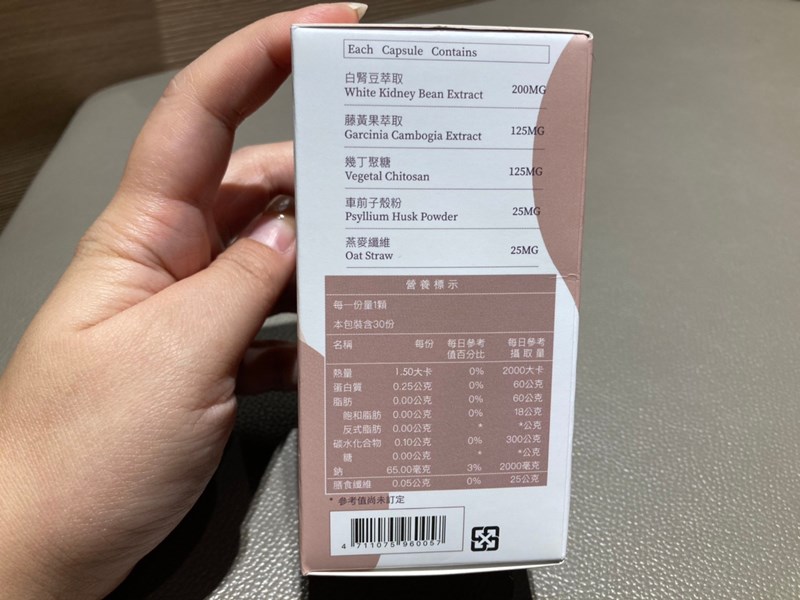 Each Capsule Contains
白腎豆萃取
White Kidney Bean Extract 200MG
藤黃果萃取
Garcinia Cambogia Extract 125MG
幾丁聚糖
Vegetal Chitosan 125MG
車前子殼粉
Psyllium Husk Powder 25MG
燕麥纖維
Oat Straw 25MG
營養標示
每一份量1顆
本包裝含30份
名稱 每份 每日參考值百分比 每日參考攝取量
熱量 1.50大卡 0% 2000大卡
蛋白質 0.25公克 0% 60公克
脂肪 0.00公克 0% 60公克
飽和脂肪 0.00公克 0% 18公克
反式脂肪 0.00公克 * *公克
碳水化合物 0.10公克 0% 300公克
糖 0.00公克 * *公克
鈉 65.00毫克 3% 2000毫克
膳食纖維 0.05公克 0% 25公克
* 參考值尚未訂定
4 711075 960057